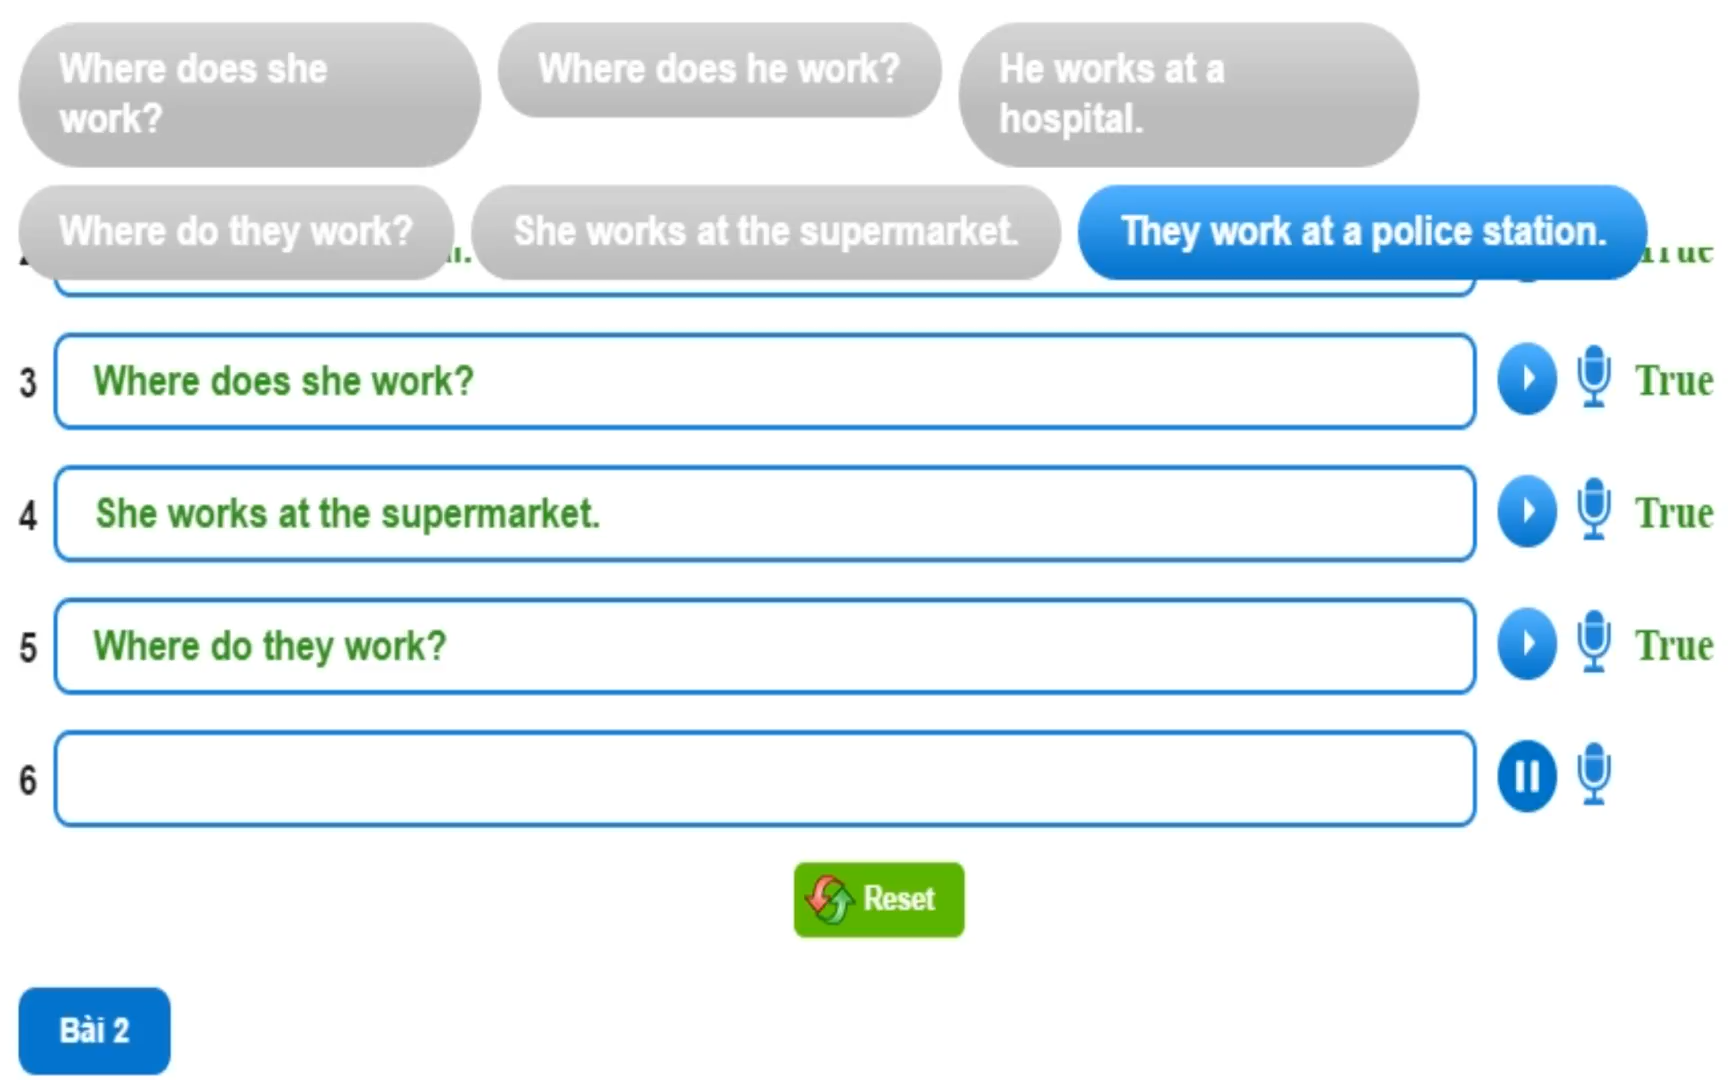 Where does she
work?
Where does he work?
He works at a
hospital.
Where do they work?
She works at the supermarket.
They work at a police station.
3
Where does she work?
True
4
She works at the supermarket.
True
5
Where do they work?
True
6
Reset
Bài 2